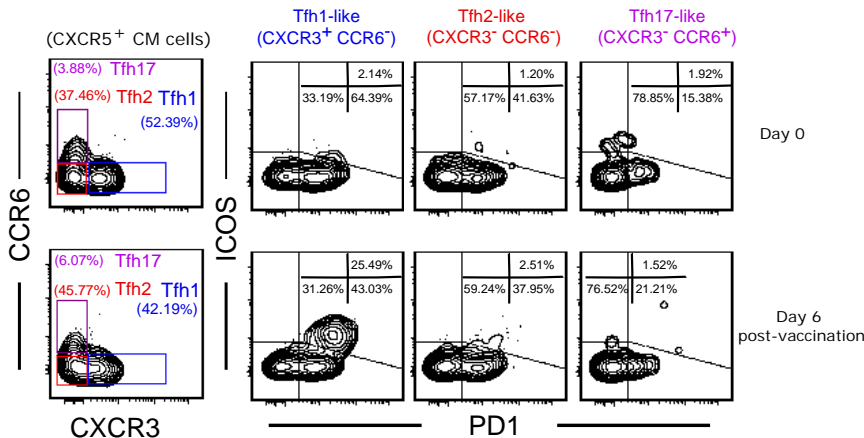 (CXCR5+ CM cells)
Tfh1-like
(CXCR3+ CCR6-)
Tfh2-like
(CXCR3- CCR6-)
Tfh17-like
(CXCR3- CCR6+)
(3.88%) Tfh17
(37.46%) Tfh2 Tfh1
(52.39%)
2.14%
33.19% 64.39%
1.20%
57.17% 41.63%
1.92%
78.85% 15.38%
Day 0
CCR6
ICOS
(6.07%) Tfh17
(45.77%) Tfh2 Tfh1
(42.19%)
25.49%
31.26% 43.03%
2.51%
59.24% 37.95%
1.52%
76.52% 21.21%
Day 6
post-vaccination
CXCR3
PD1